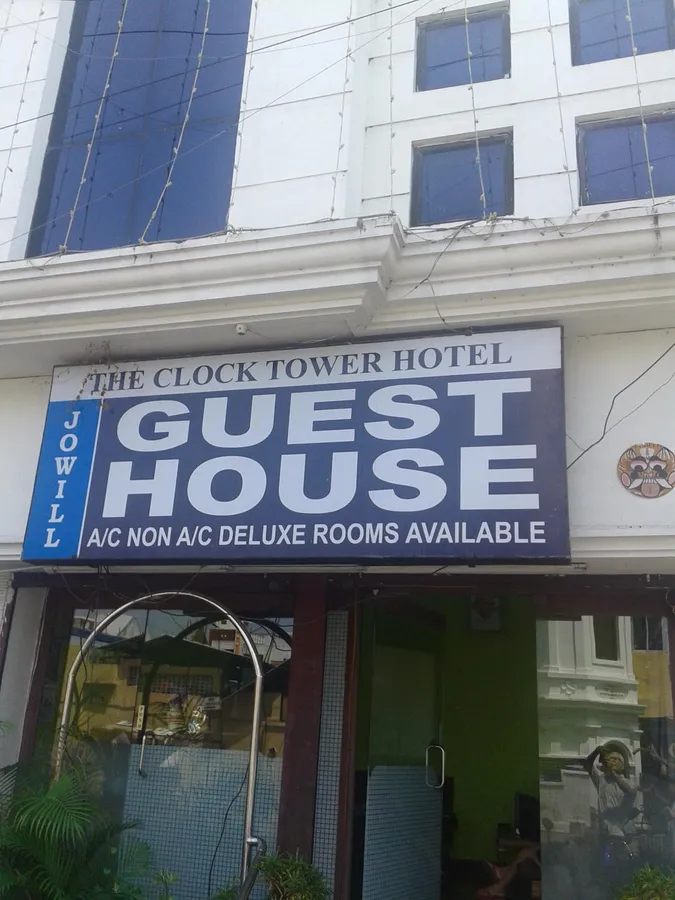 THE CLOCK TOWER HOTEL
JOWILL
GUEST
HOUSE
A/C NON A/C DELUXE ROOMS AVAILABLE